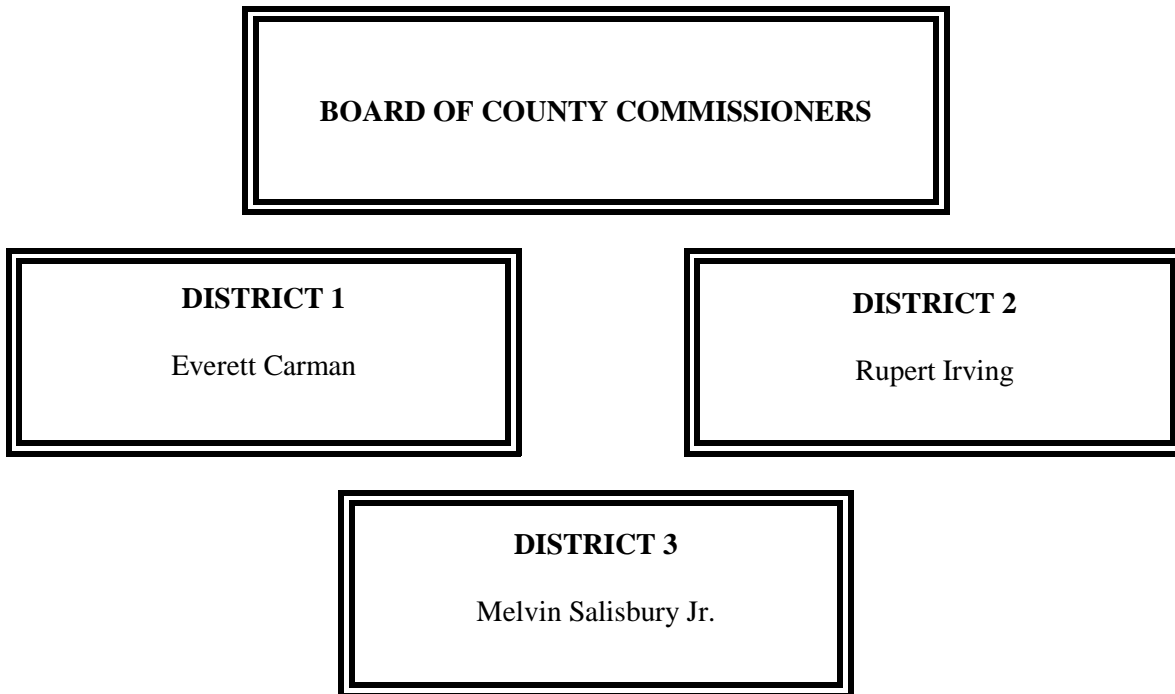 BOARD OF COUNTY COMMISSIONERS
DISTRICT 1
Everett Carman
DISTRICT 2
Rupert Irving
DISTRICT 3
Melvin Salisbury Jr.